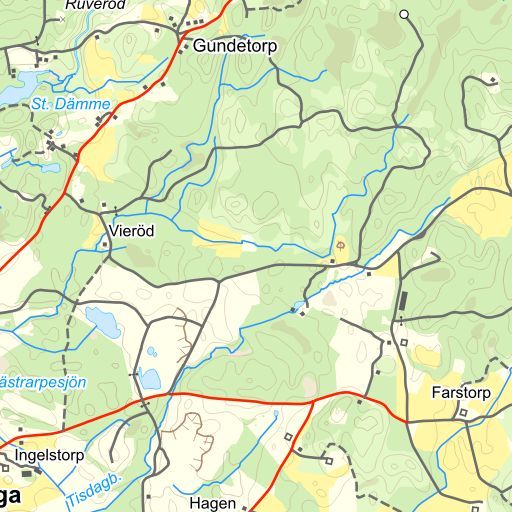 Ruveröd
Gundetorp
St. Dämme
Vieröd
ästrarpesjön
Farstorp
Ingelstorp
Tisdagb.
ga
Hagen